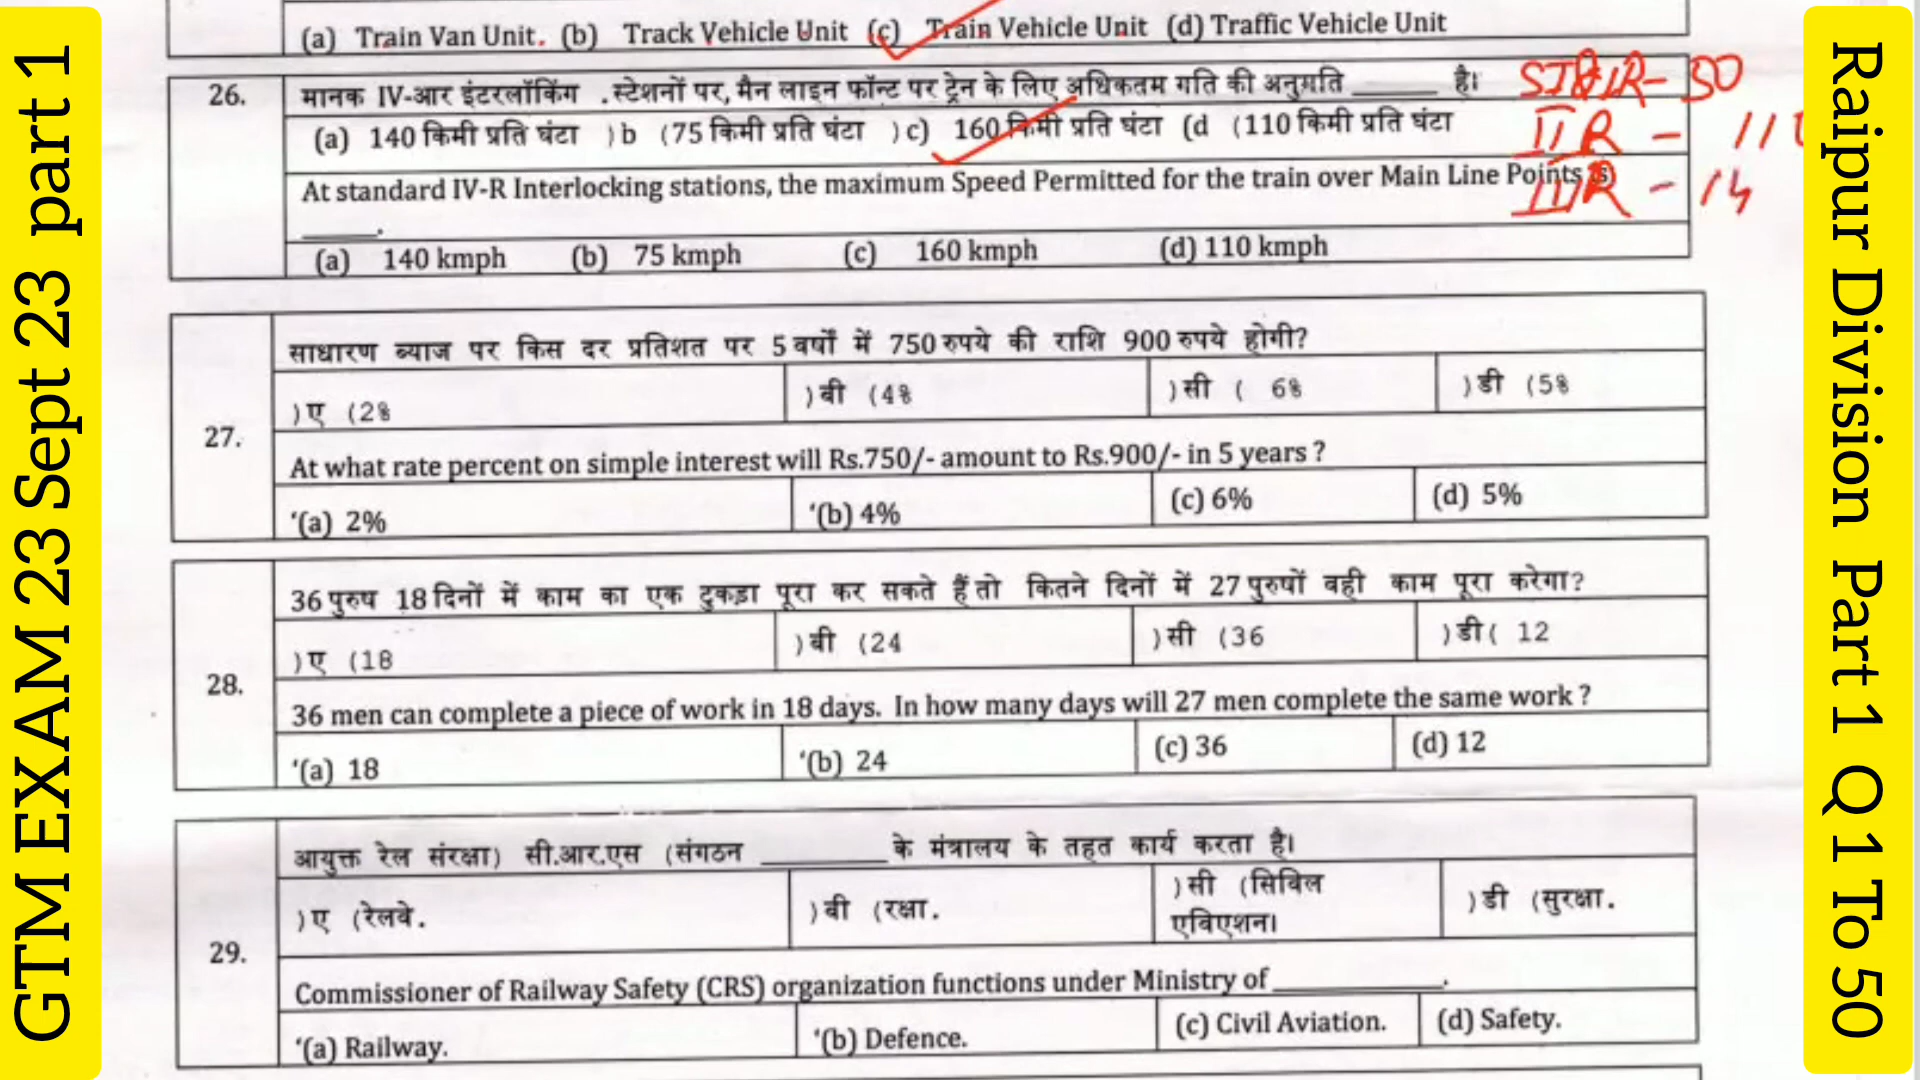 GTM EXAM 23 Sept 23 part 1
(a) Train Van Unit. (b) Track Vehicle Unit (c) Train Vehicle Unit (d) Traffic Vehicle Unit
26.
मानक IV-आर इंटरलॉकिंग .स्टेशनों पर, मैन लाइन फॉन्ट पर ट्रेन के लिए अधिकतम गति की अनुमति ______ है।
(a) 140 किमी प्रति घंटा )b (75 किमी प्रति घंटा )c) 160 किमी प्रति घंटा (d (110 किमी प्रति घंटा
At standard IV-R Interlocking stations, the maximum Speed Permitted for the train over Main Line Points
_____.
(a) 140 kmph (b) 75 kmph (c) 160 kmph (d) 110 kmph
R- 50
II R - 11
III R - 14
27.
साधारण ब्याज पर किस दर प्रतिशत पर 5 वर्षों में 750 रुपये की राशि 900 रुपये होगी?
)ए (2% )बी (4% )सी ( 6% )डी (5%
At what rate percent on simple interest will Rs.750/- amount to Rs.900/- in 5 years ?
'(a) 2% '(b) 4% (c) 6% (d) 5%
28.
36 पुरुष 18 दिनों में काम का एक टुकड़ा पूरा कर सकते हैं तो कितने दिनों में 27 पुरुषों वही काम पूरा करेगा?
)ए (18 )बी (24 )सी (36 )डी( 12
36 men can complete a piece of work in 18 days. In how many days will 27 men complete the same work ?
'(a) 18 '(b) 24 (c) 36 (d) 12
29.
आयुक्त रेल संरक्षा) सी.आर.एस (संगठन _________ के मंत्रालय के तहत कार्य करता है।
)ए (रेलवे. )बी (रक्षा. )सी (सिविल एविएशन। )डी (सुरक्षा.
Commissioner of Railway Safety (CRS) organization functions under Ministry of ____________.
'(a) Railway. '(b) Defence. (c) Civil Aviation. (d) Safety.
Raipur Division Part 1 Q 1 To 50